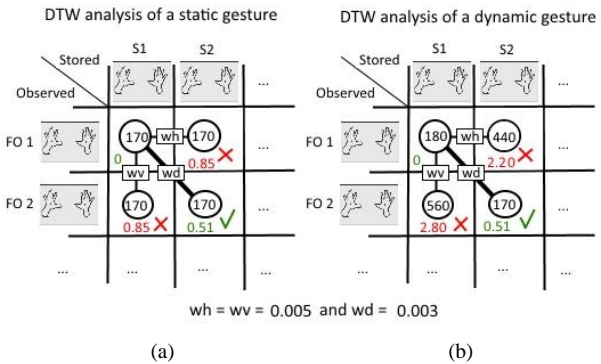 DTW analysis of a static gesture
S1 S2
Stored
Observed
...
FO 1
170 wh 170
0 0.85
wv wd
...
FO 2
170 170
0.85 0.51
...
... ... ...
DTW analysis of a dynamic gesture
S1 S2
Stored
Observed
...
FO 1
180 wh 440
0 2.20
wv wd
...
FO 2
560 170
2.80 0.51
...
... ... ...
wh = wv = 0.005 and wd = 0.003
(a) (b)